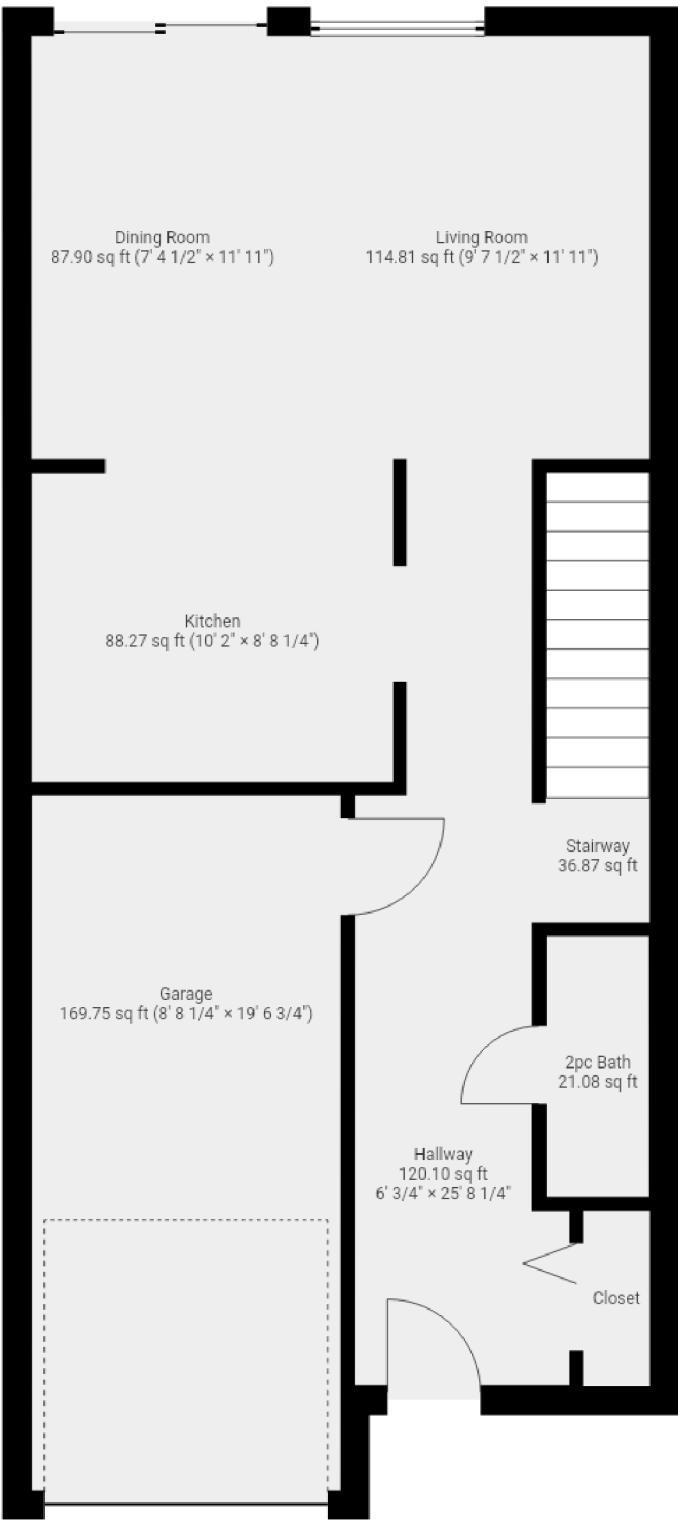 Dining Room
87.90 sq ft (7' 4 1/2" × 11' 11")
Living Room
114.81 sq ft (9' 7 1/2" × 11' 11")
Kitchen
88.27 sq ft (10' 2" × 8' 8 1/4")
Stairway
36.87 sq ft
Garage
169.75 sq ft (8' 8 1/4" × 19' 6 3/4")
2pc Bath
21.08 sq ft
Hallway
120.10 sq ft
6' 3/4" × 25' 8 1/4"
Closet